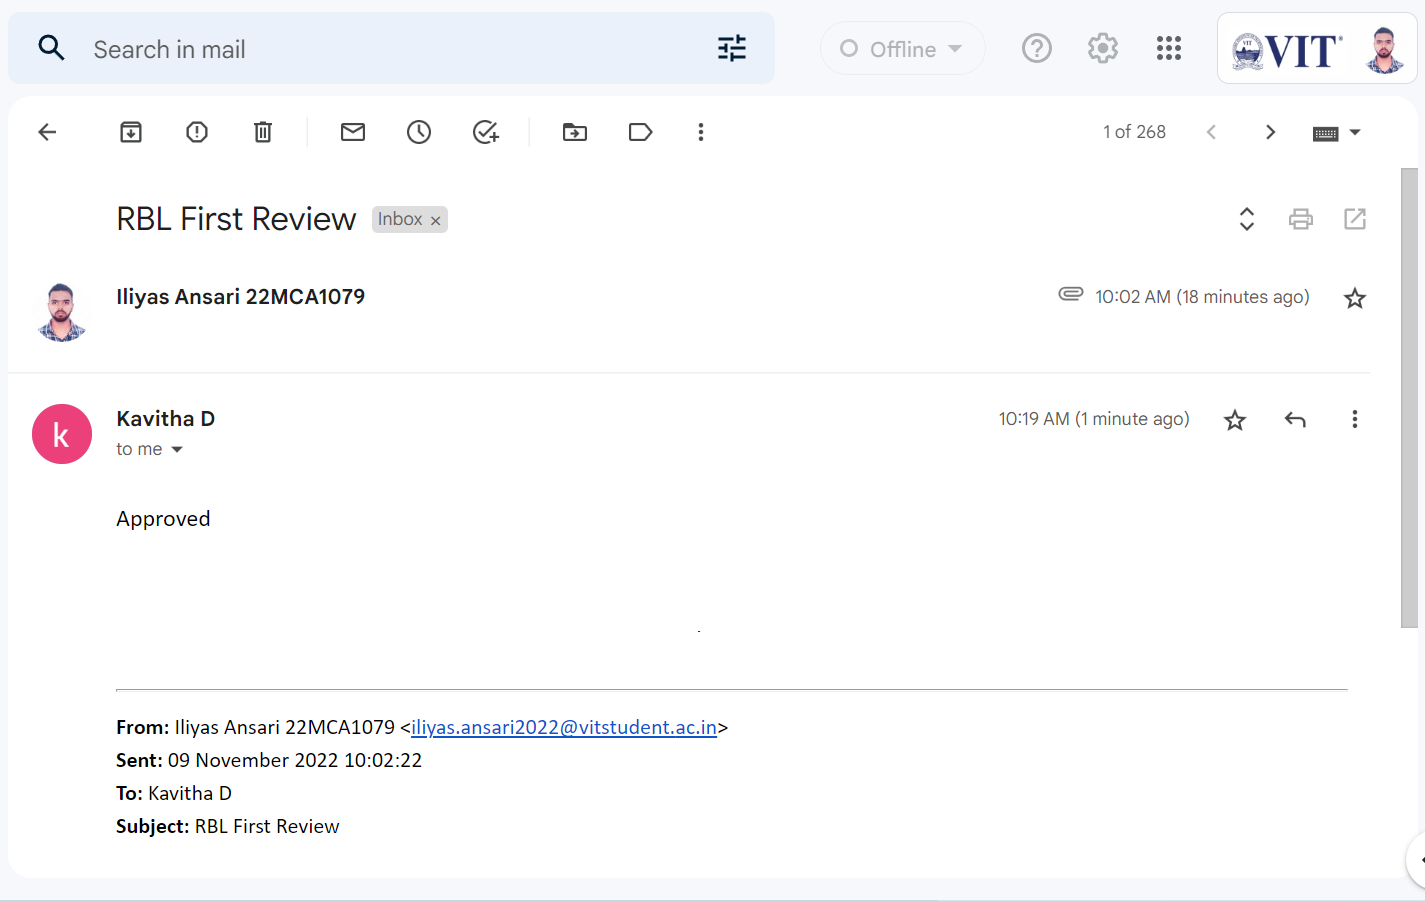 Search in mail
Offline
VIT
1 of 268
RBL First Review
Inbox ×
Iliyas Ansari 22MCA1079
10:02 AM (18 minutes ago)
k
Kavitha D
10:19 AM (1 minute ago)
to me
Approved
.
From: Iliyas Ansari 22MCA1079 <iliyas.ansari2022@vitstudent.ac.in>
Sent: 09 November 2022 10:02:22
To: Kavitha D
Subject: RBL First Review